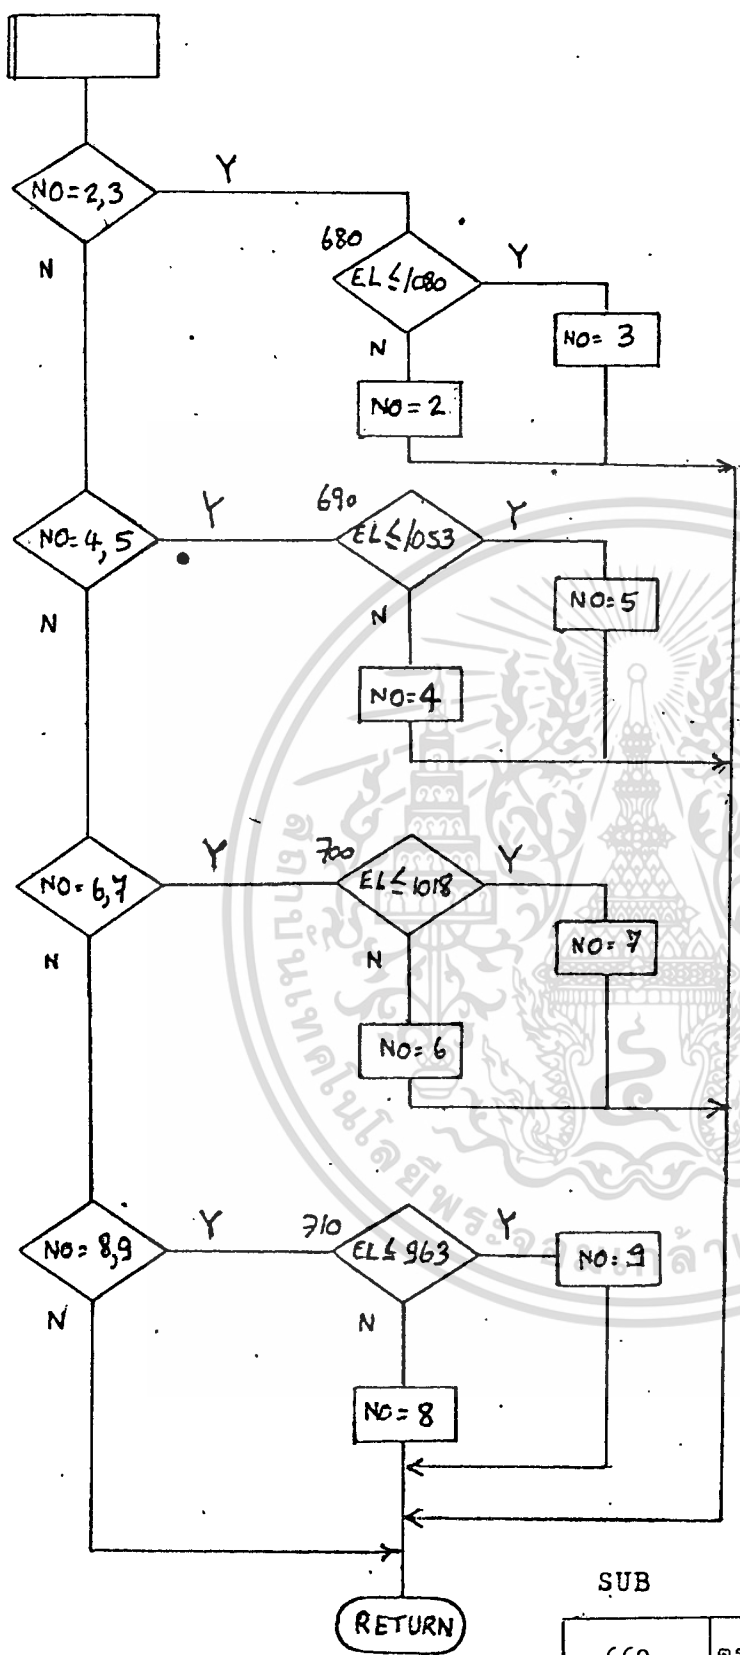 NO=2,3
Y
N
680
EL≤1080
Y
N
NO=3
NO=2
NO=4,5
Y
N
690
EL≤1053
Y
N
NO=5
NO=4
NO=6,7
Y
N
700
EL≤1018
Y
N
NO=7
NO=6
NO=8,9
Y
N
710
EL≤963
Y
N
NO=9
NO=8
RETURN
SUB
660